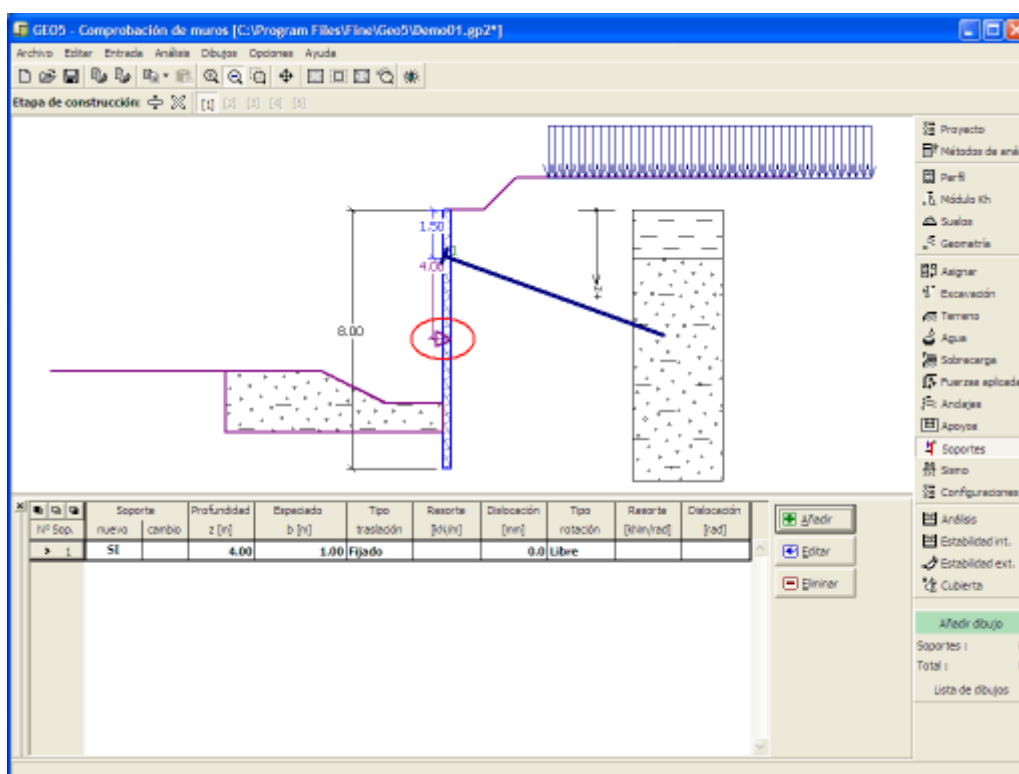 GEO5 - Comprobación de muros [C:\Program Files\Fine\Geo5\Demo01.gp2*]
Archivo Editar Entrada Análisis Dibujos Opciones Ayuda
Etapa de construcción: [1] [2] [3] [4] [5]
1.50
4.00
8.00
+z
1
Proyecto
Métodos de aná
Perfil
Módulo Kh
Suelos
Geometría
Asignar
Excavación
Terreno
Agua
Sobrecarga
Fuerzas aplicada
Anclajes
Apoyos
Soportes
Sismo
Configuraciones
Análisis
Estabilidad int.
Estabilidad ext.
Cubierta
Añadir dibujo
Soportes :
Total :
Lista de dibujos
Soporte Profundidad Espaciado Tipo Resorte Dislocación Tipo Resorte Dislocación
Nº Sop. nuevo cambio z [m] b [m] traslación [kN/m] [mm] rotación [kNm/rad] [rad]
1 SI 4.00 1.00 Fijado 0.0 Libre
Añadir
Editar
Eliminar